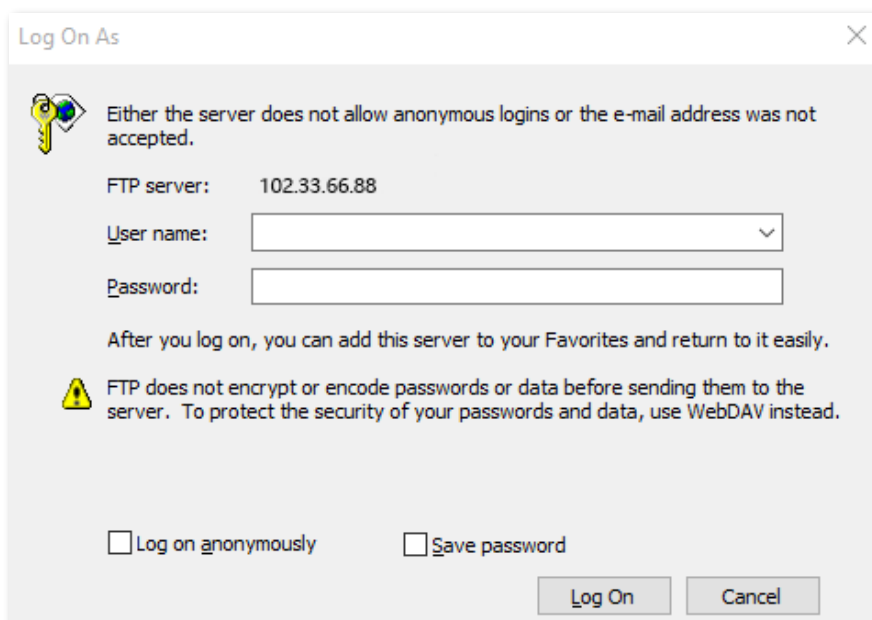 Log On As
Either the server does not allow anonymous logins or the e-mail address was not
accepted.
FTP server: 102.33.66.88
User name:
Password:
After you log on, you can add this server to your Favorites and return to it easily.
FTP does not encrypt or encode passwords or data before sending them to the
server.  To protect the security of your passwords and data, use WebDAV instead.
Log on anonymously Save password
Log On Cancel